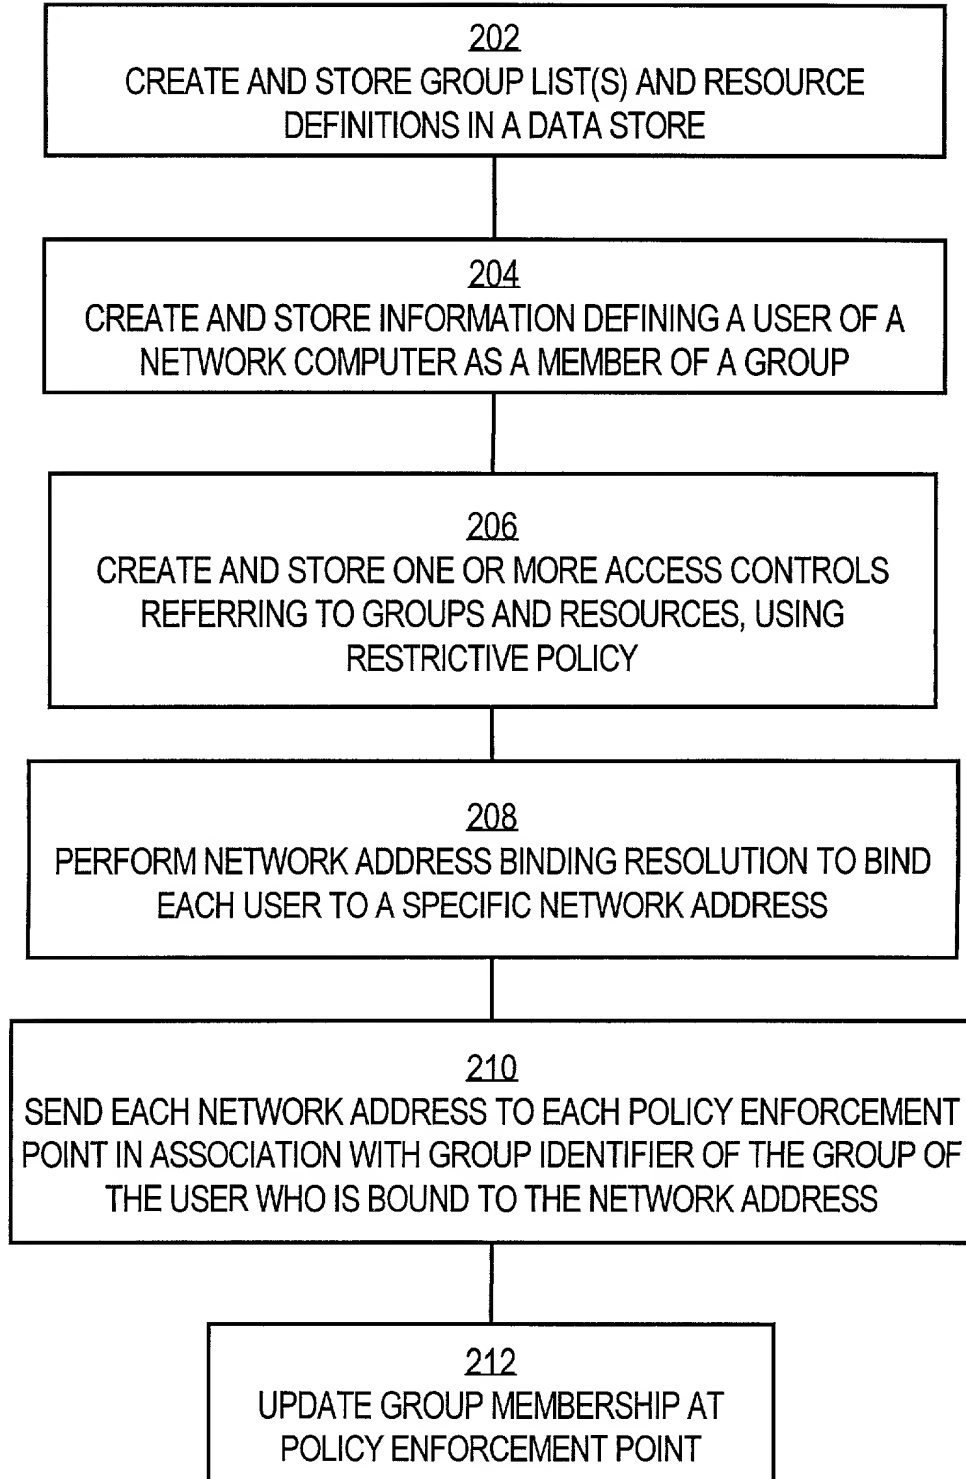 202
CREATE AND STORE GROUP LIST(S) AND RESOURCE
DEFINITIONS IN A DATA STORE
204
CREATE AND STORE INFORMATION DEFINING A USER OF A
NETWORK COMPUTER AS A MEMBER OF A GROUP
206
CREATE AND STORE ONE OR MORE ACCESS CONTROLS
REFERRING TO GROUPS AND RESOURCES, USING
RESTRICTIVE POLICY
208
PERFORM NETWORK ADDRESS BINDING RESOLUTION TO BIND
EACH USER TO A SPECIFIC NETWORK ADDRESS
210
SEND EACH NETWORK ADDRESS TO EACH POLICY ENFORCEMENT
POINT IN ASSOCIATION WITH GROUP IDENTIFIER OF THE GROUP OF
THE USER WHO IS BOUND TO THE NETWORK ADDRESS
212
UPDATE GROUP MEMBERSHIP AT
POLICY ENFORCEMENT POINT